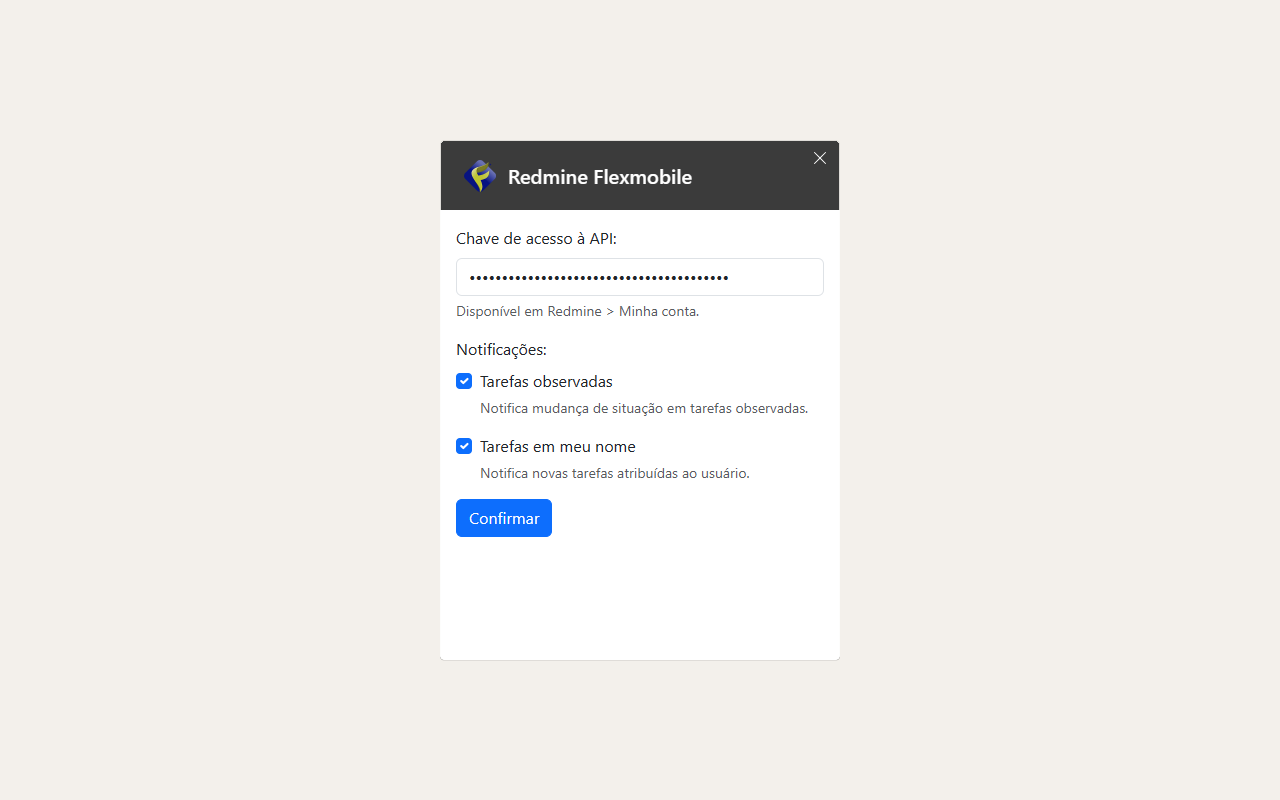 Redmine Flexmobile
Chave de acesso à API:
••••••••••••••••••••••••••••••••••••••••
Disponível em Redmine > Minha conta.
Notificações:
Tarefas observadas
Notifica mudança de situação em tarefas observadas.
Tarefas em meu nome
Notifica novas tarefas atribuídas ao usuário.
Confirmar